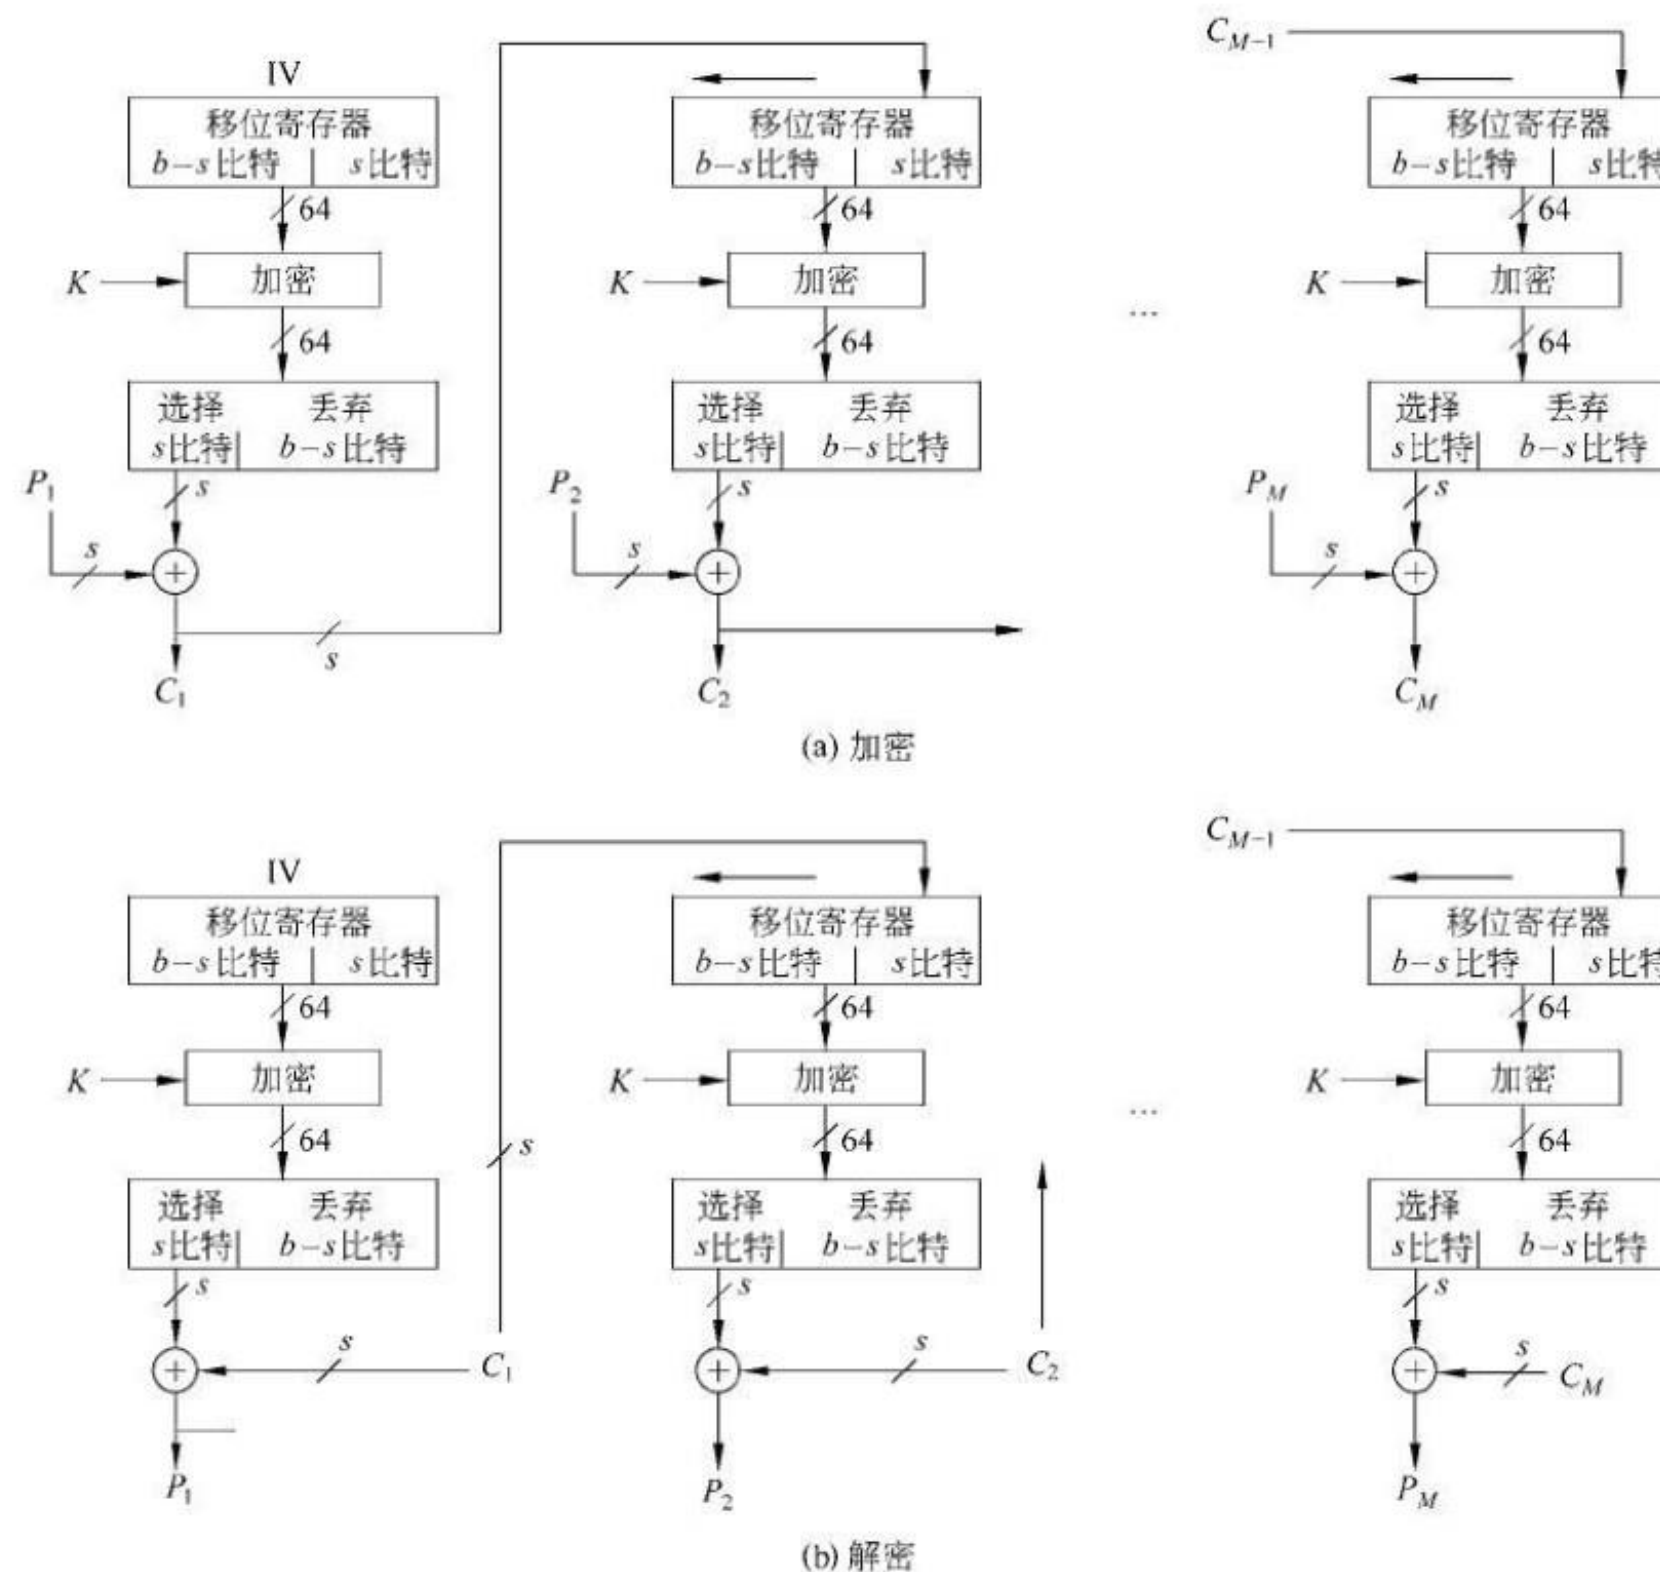 C_{M-1}
IV
移位寄存器
b-s比特 s比特
移位寄存器
b-s比特 s比特
移位寄存器
b-s比特 s比特
64
64
64
K
加密
K
加密
...
K
加密
64
64
64
选择 丢弃
s比特 b-s比特
选择 丢弃
s比特 b-s比特
选择 丢弃
s比特 b-s比特
P_1
s
P_2
s
P_M
s
s
s
s
s
C_1
C_2
C_M
(a) 加密
C_{M-1}
IV
移位寄存器
b-s比特 s比特
移位寄存器
b-s比特 s比特
移位寄存器
b-s比特 s比特
64
64
64
K
加密
K
加密
...
K
加密
64
s
64
64
选择 丢弃
s比特 b-s比特
选择 丢弃
s比特 b-s比特
选择 丢弃
s比特 b-s比特
s
s
s
s
C_1
s
C_2
s
C_M
P_1
P_2
P_M
(b) 解密